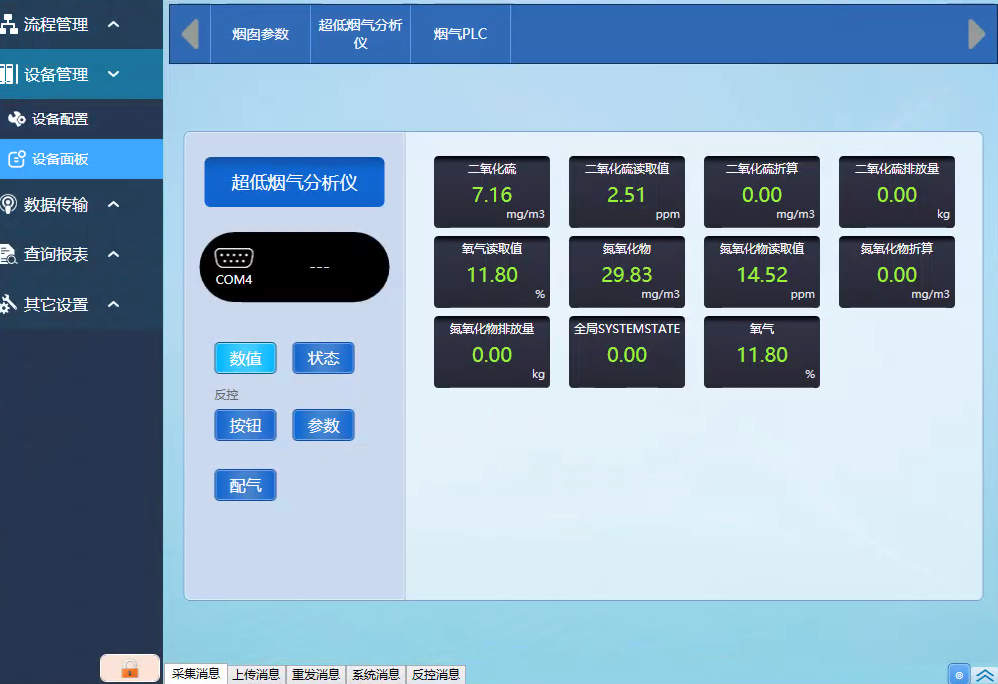 流程管理
设备管理
设备配置
设备面板
数据传输
查询报表
其它设置
烟囱参数
超低烟气分析
仪
烟气PLC
超低烟气分析仪
COM4
---
数值
状态
反控
按钮
参数
配气
二氧化硫
7.16
mg/m3
二氧化硫读取值
2.51
ppm
二氧化硫折算
0.00
mg/m3
二氧化硫排放量
0.00
kg
氧气读取值
11.80
%
氮氧化物
29.83
mg/m3
氮氧化物读取值
14.52
ppm
氮氧化物折算
0.00
mg/m3
氮氧化物排放量
0.00
kg
全局SYSTEMSTATE
0.00
氧气
11.80
%
采集消息
上传消息
重发消息
系统消息
反控消息